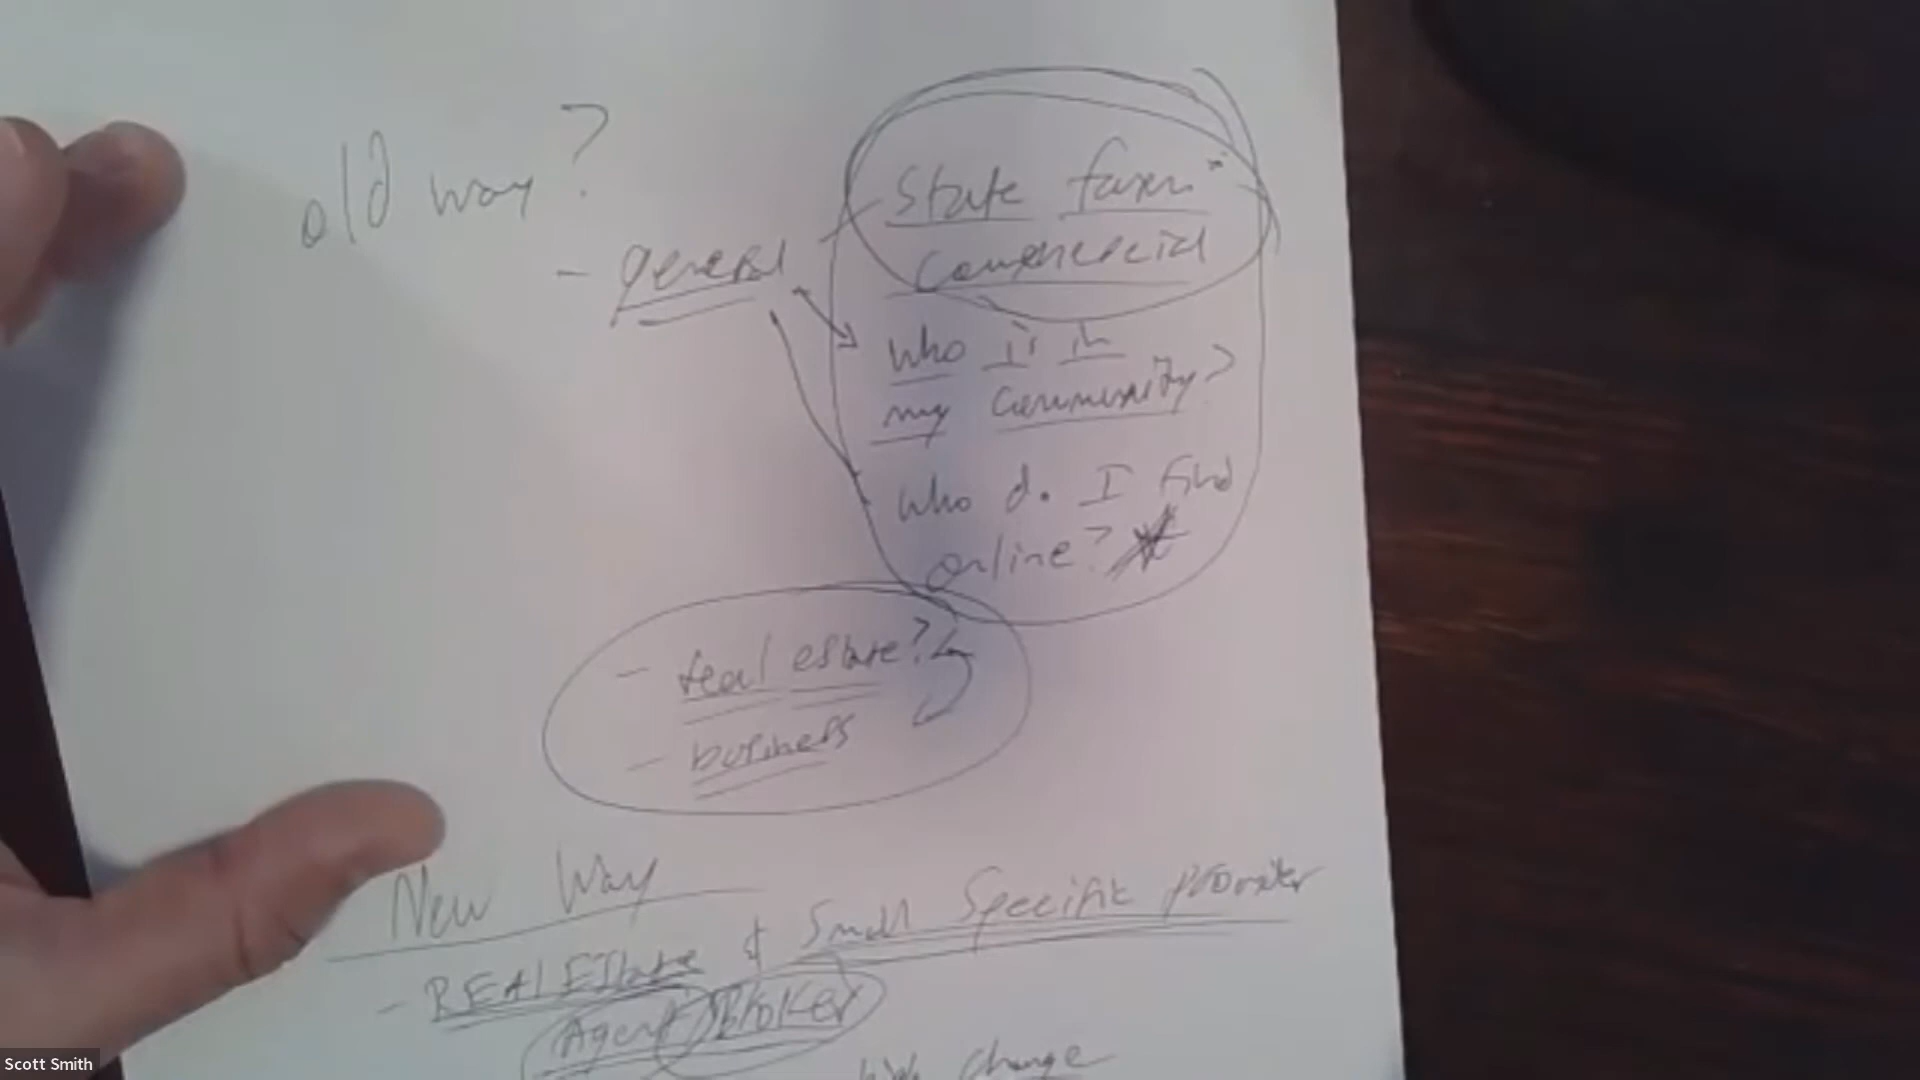 old way?
- general
State farm
Commercial
who is in
my community?
who do I find
online?
- real estate?
- business
New Way
- REAL EState & Small Specific provider
Agent / Broker
change
Scott Smith